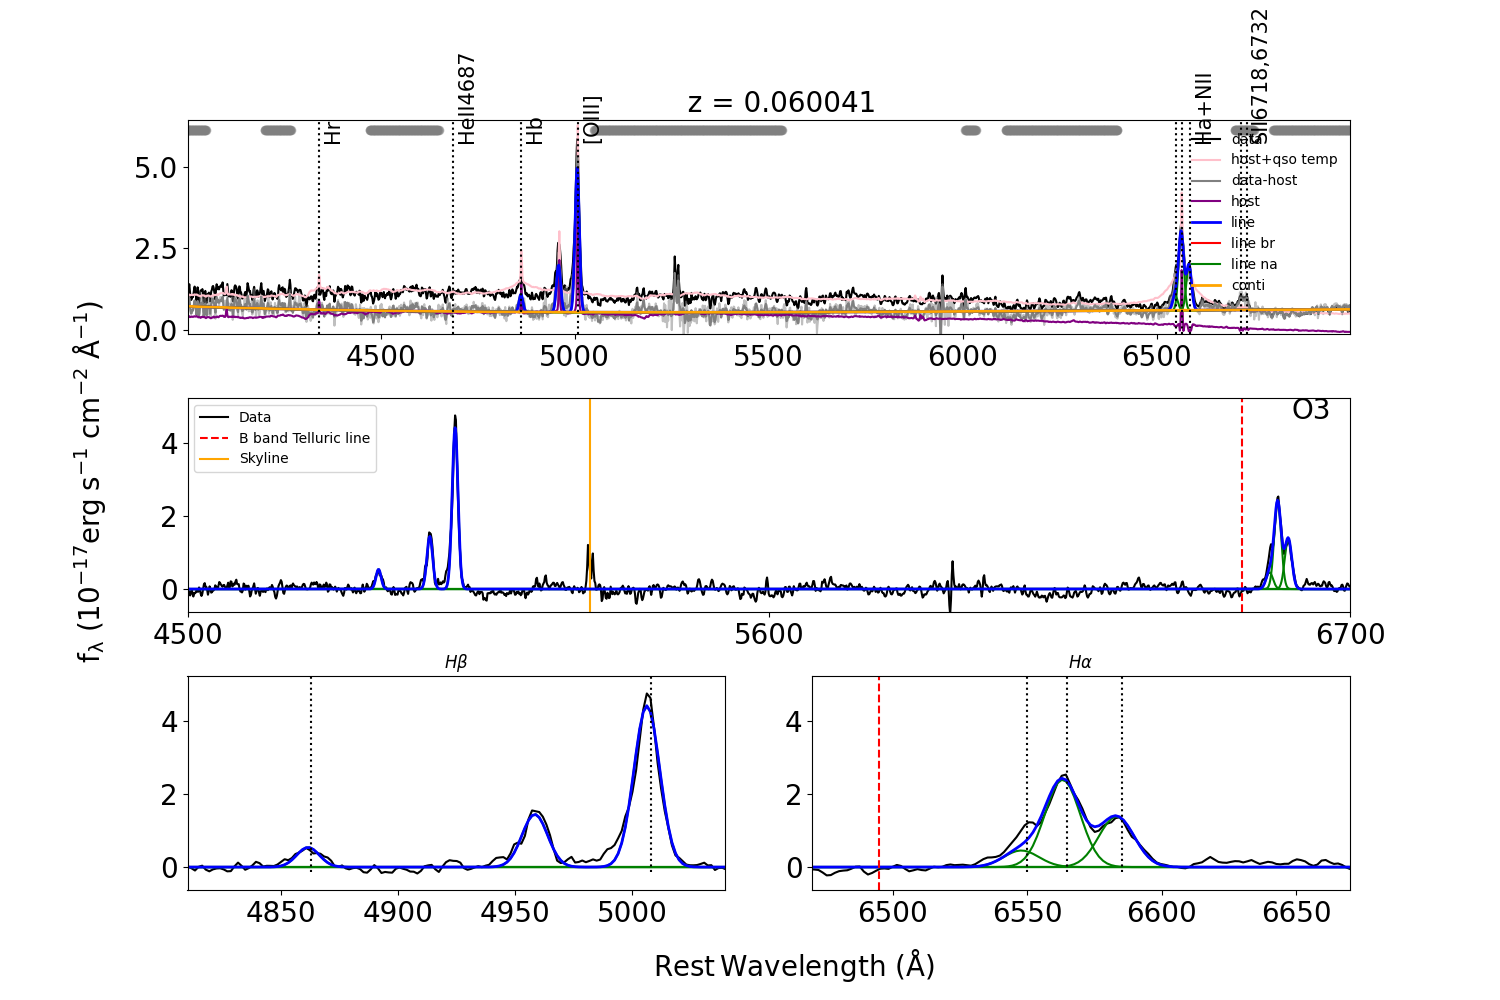 z = 0.060041
Hr
HeII4687
Hb
[OIII]
Ha+NII
SII6718,6732
data
host+qso temp
data-host
host
line
line br
line na
conti
5.0
2.5
0.0
4500
5000
5500
6000
6500
f_λ (10^−17 erg s^−1 cm^−2 Å^−1)
O3
Data
B band Telluric line
Skyline
4
2
0
4500
5600
6700
Hβ
4
2
0
4850
4900
4950
5000
Hα
4
2
0
6500
6550
6600
6650
Rest Wavelength (Å)